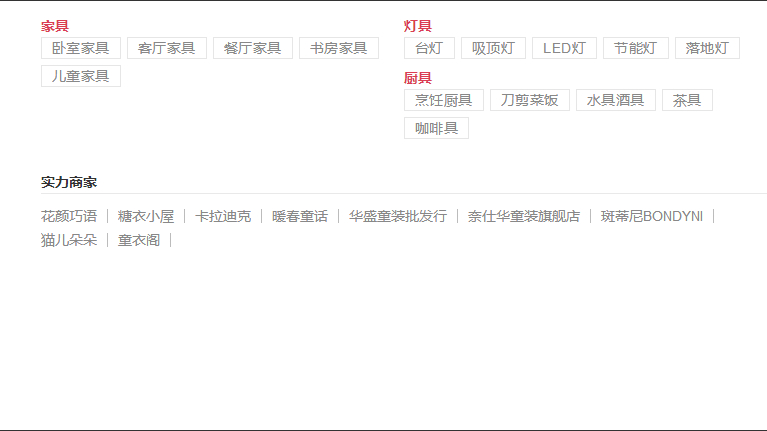 家具
卧室家具 客厅家具 餐厅家具 书房家具
儿童家具
灯具
台灯 吸顶灯 LED灯 节能灯 落地灯
厨具
烹饪厨具 刀剪菜饭 水具酒具 茶具
咖啡具
实力商家
花颜巧语 | 糖衣小屋 | 卡拉迪克 | 暖春童话 | 华盛童装批发行 | 奈仕华童装旗舰店 | 斑蒂尼BONDYNI |
猫儿朵朵 | 童衣阁 |